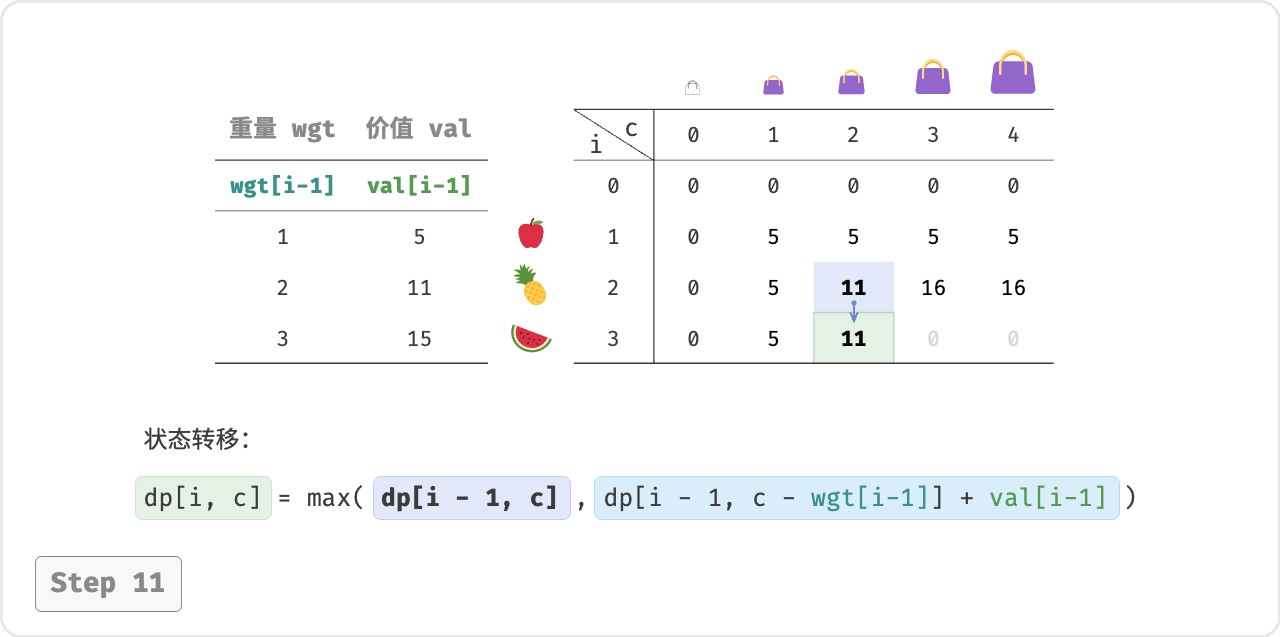 重量 wgt 价值 val
wgt[i-1] val[i-1]
1 5
2 11
3 15
i c 0 1 2 3 4
0 0 0 0 0 0
1 0 5 5 5 5
2 0 5 11 16 16
3 0 5 11 0 0
状态转移：
dp[i, c] = max( dp[i - 1, c] , dp[i - 1, c - wgt[i-1]] + val[i-1] )
Step 11